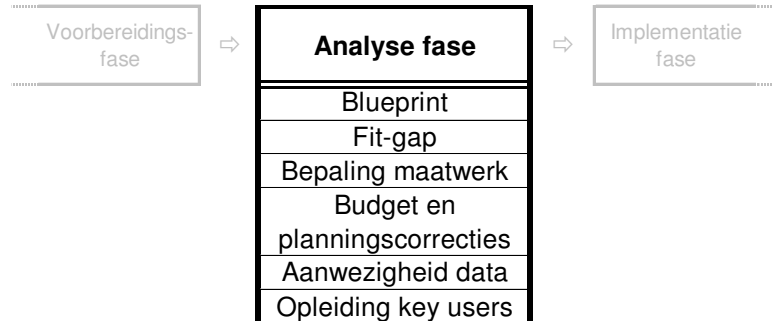 Voorbereidings-
fase
⇨
Analyse fase
⇨
Implementatie
fase
Blueprint
Fit-gap
Bepaling maatwerk
Budget en
planningscorrecties
Aanwezigheid data
Opleiding key users